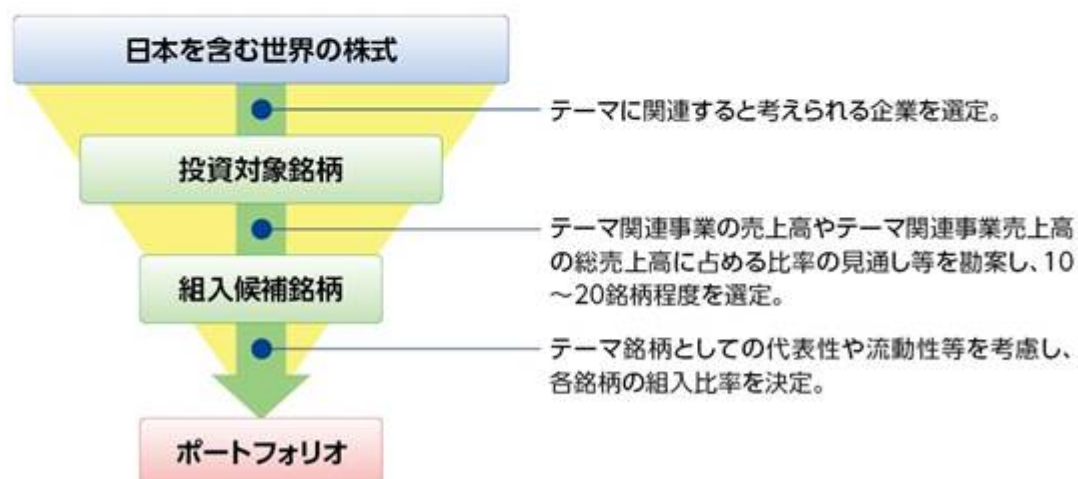 日本を含む世界の株式
テーマに関連すると考えられる企業を選定。
投資対象銘柄
テーマ関連事業の売上高やテーマ関連事業売上高
の総売上高に占める比率の見通し等を勘案し、10
～20銘柄程度を選定。
組入候補銘柄
テーマ銘柄としての代表性や流動性等を考慮し、
各銘柄の組入比率を決定。
ポートフォリオ